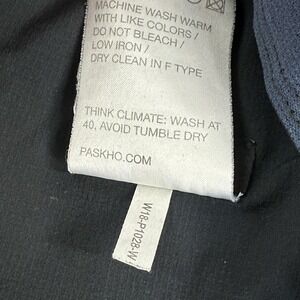 MACHINE WASH WARM
WITH LIKE COLORS /
DO NOT BLEACH /
LOW IRON /
DRY CLEAN IN F TYPE
THINK CLIMATE: WASH AT
40, AVOID TUMBLE DRY
PASKHO.COM
W18-P1028-W